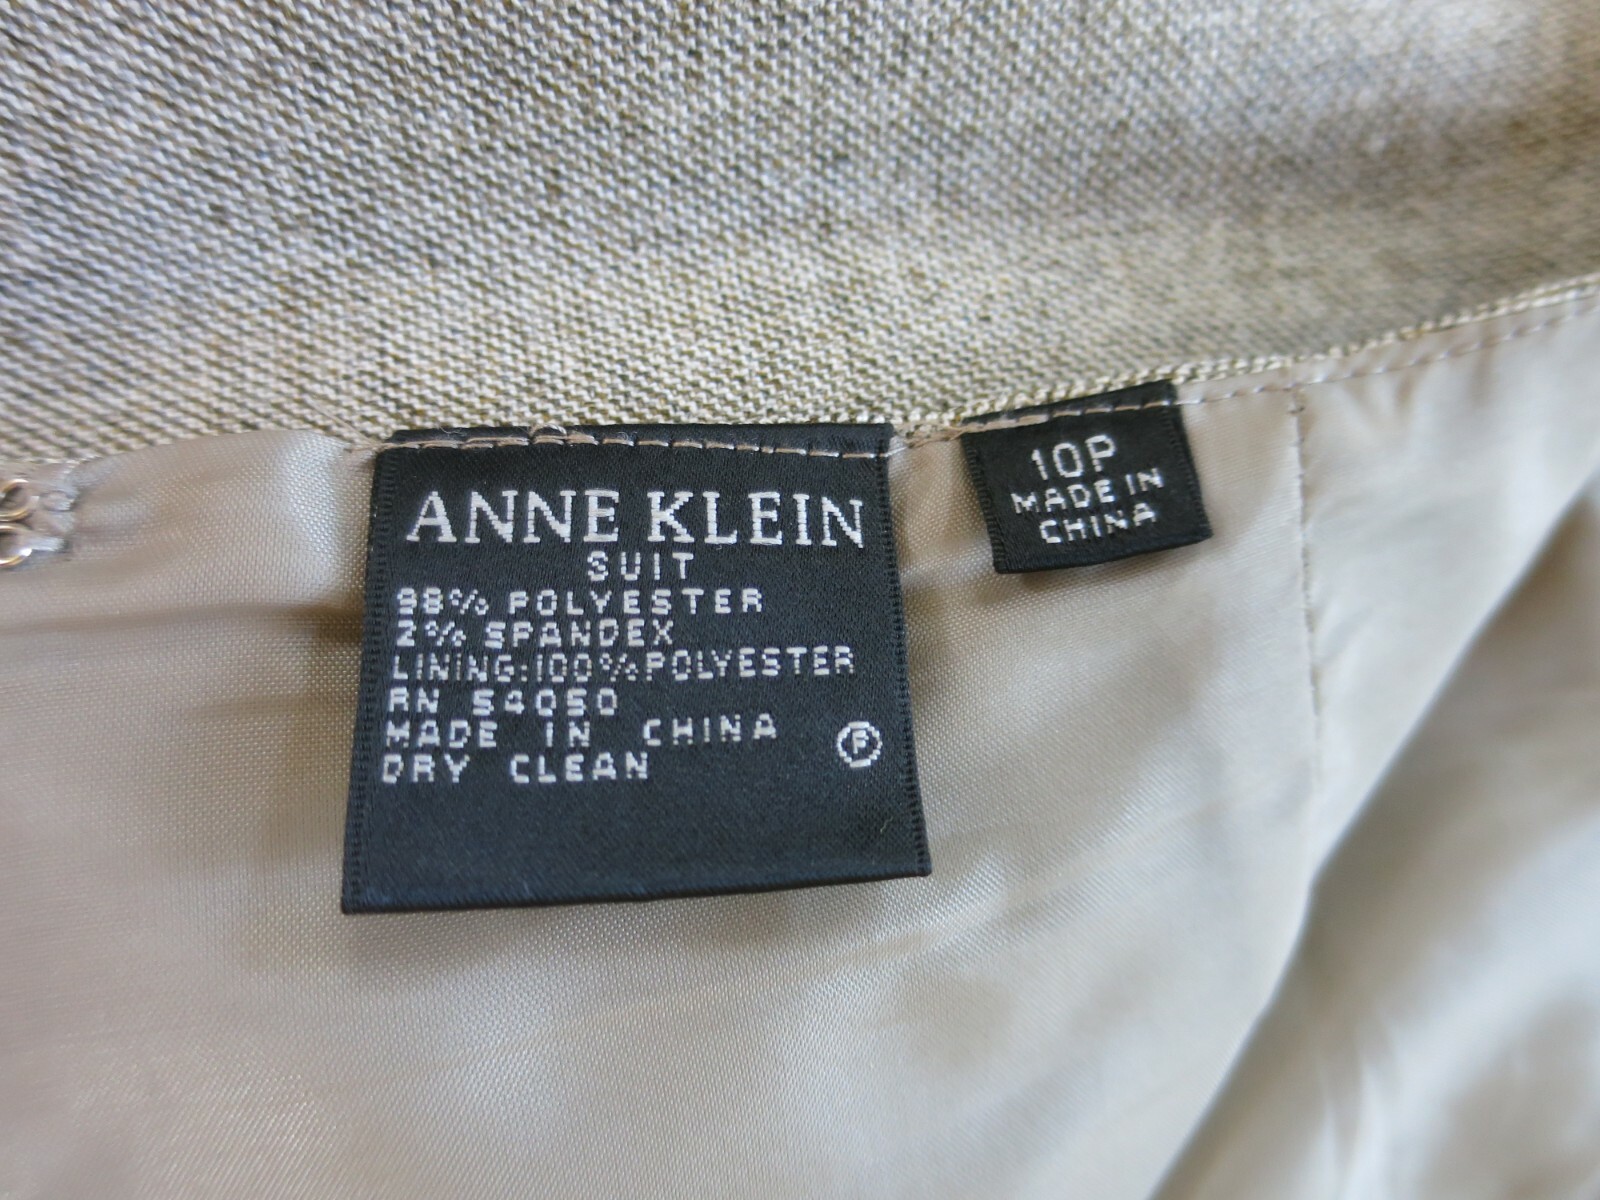 ANNE KLEIN
SUIT
98% POLYESTER
2% SPANDEX
LINING:100%POLYESTER
RN 54050
MADE IN CHINA
DRY CLEAN
Ⓕ
10P
MADE IN
CHINA